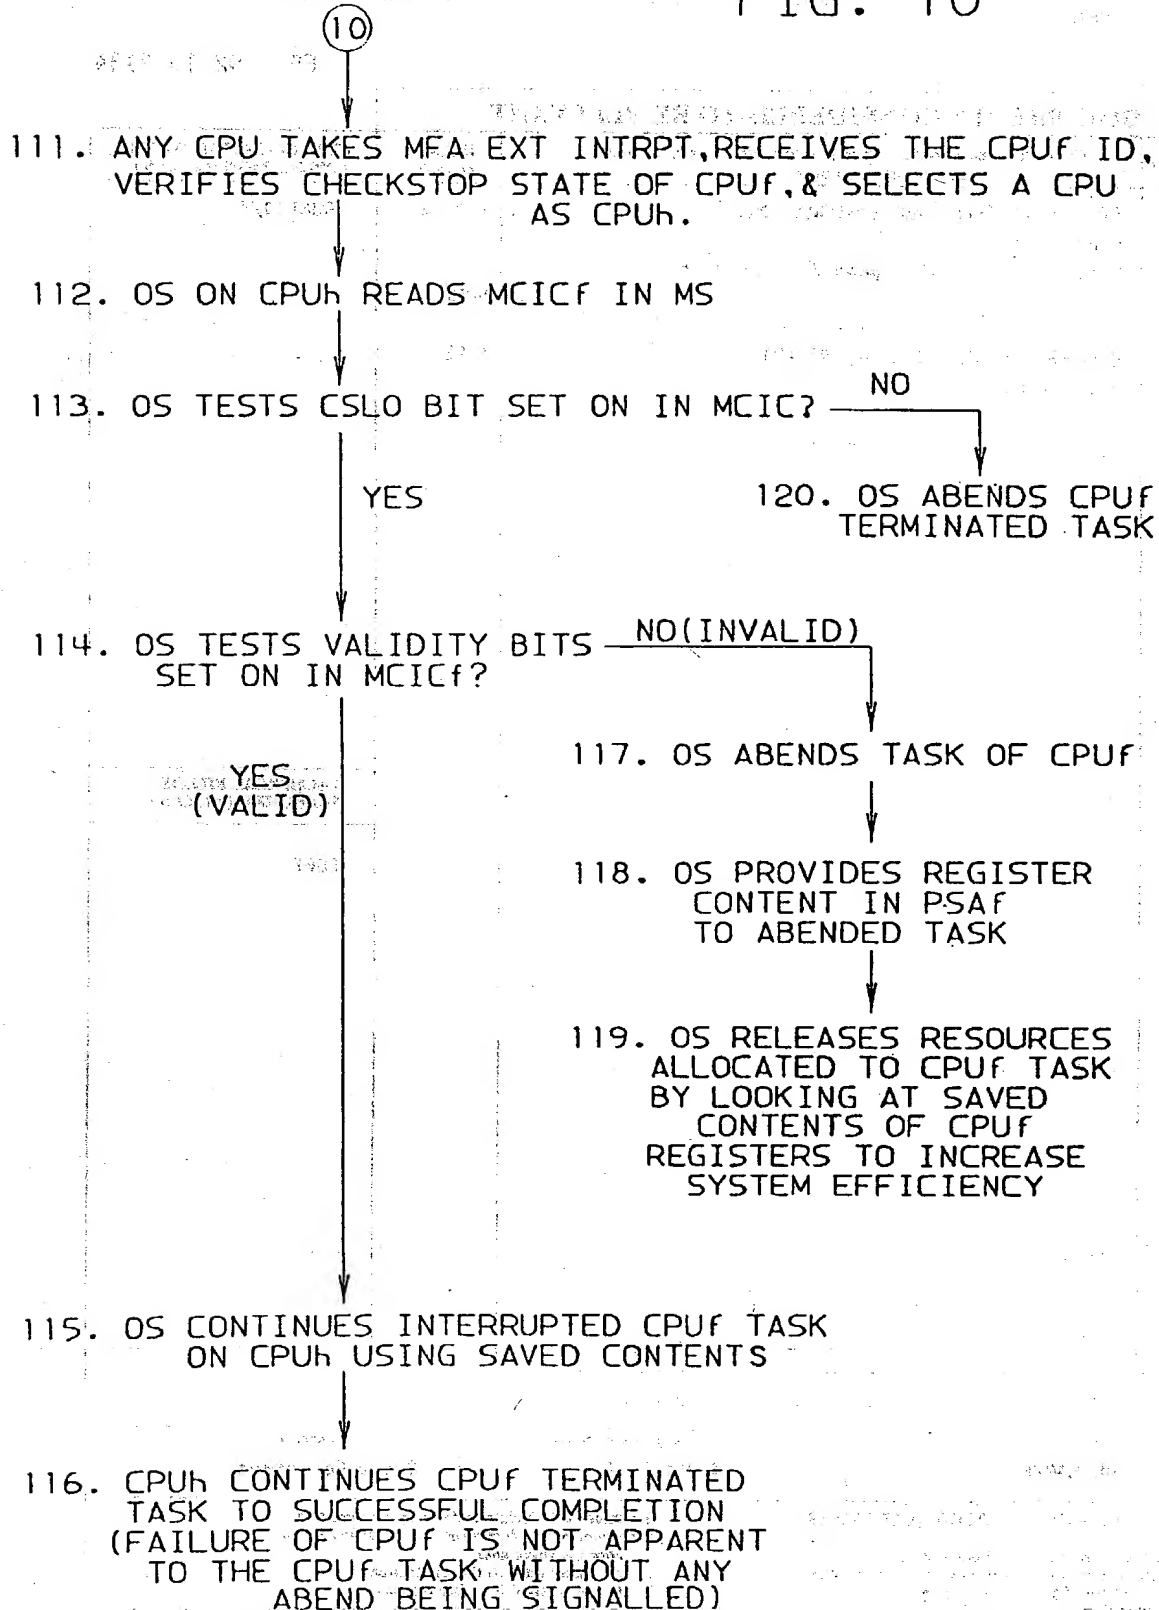 FIG. 10
10
111. ANY CPU TAKES MFA EXT INTRPT, RECEIVES THE CPUf ID,
VERIFIES CHECKSTOP STATE OF CPUf, & SELECTS A CPU
AS CPUh.
112. OS ON CPUh READS MCICf IN MS
113. OS TESTS CSLO BIT SET ON IN MCIC?
NO
YES
120. OS ABENDS CPUf
TERMINATED TASK
114. OS TESTS VALIDITY BITS
SET ON IN MCICf?
NO(INVALID)
YES
(VALID)
117. OS ABENDS TASK OF CPUf
118. OS PROVIDES REGISTER
CONTENT IN PSAf
TO ABENDED TASK
119. OS RELEASES RESOURCES
ALLOCATED TO CPUf TASK
BY LOOKING AT SAVED
CONTENTS OF CPUf
REGISTERS TO INCREASE
SYSTEM EFFICIENCY
115. OS CONTINUES INTERRUPTED CPUf TASK
ON CPUh USING SAVED CONTENTS
116. CPUh CONTINUES CPUf TERMINATED
TASK TO SUCCESSFUL COMPLETION
(FAILURE OF CPUf IS NOT APPARENT
TO THE CPUf TASK WITHOUT ANY
ABEND BEING SIGNALLED)